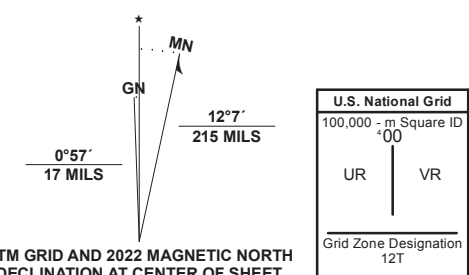 ★
MN
GN
12°7´
215 MILS
0°57´
17 MILS
TM GRID AND 2022 MAGNETIC NORTH
DECLINATION AT CENTER OF SHEET
U.S. National Grid
100,000 - m Square ID
⁴00
UR VR
Grid Zone Designation
12T